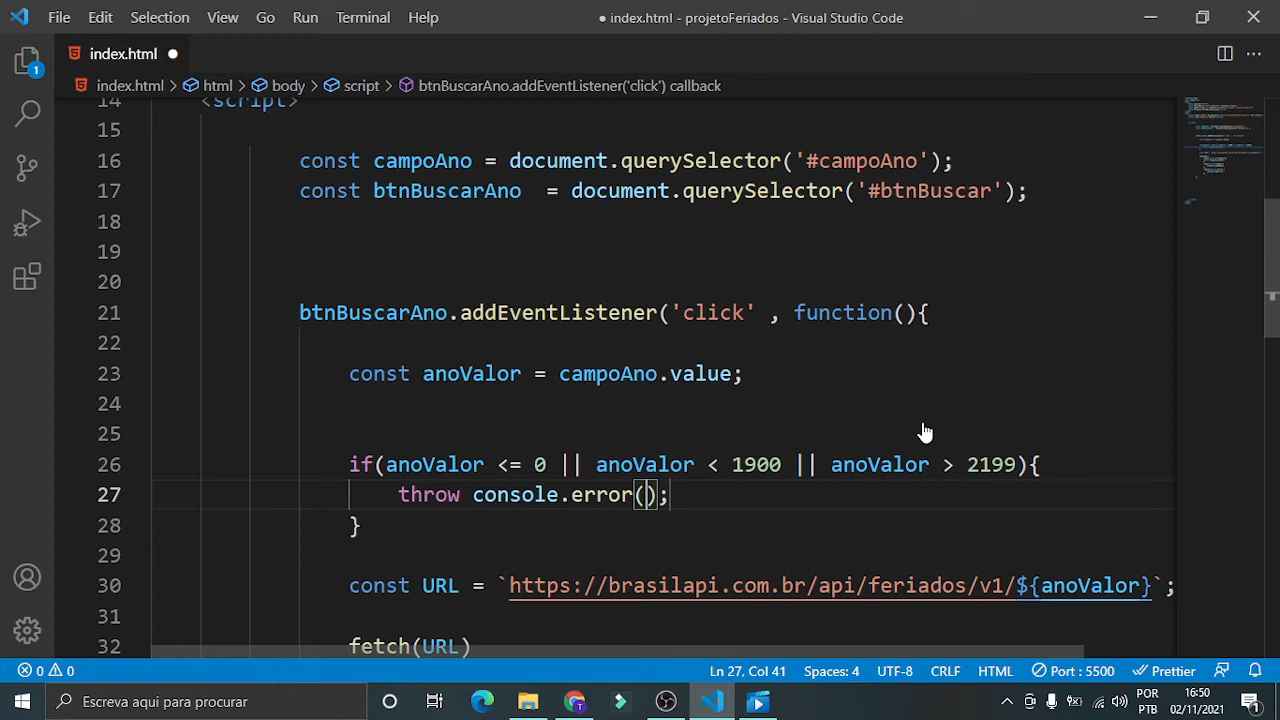 File Edit Selection View Go Run Terminal Help
● index.html - projetoFeriados - Visual Studio Code
1
index.html
index.html > html > body > script > btnBuscarAno.addEventListener('click') callback
14 <script>
15
16 const campoAno = document.querySelector('#campoAno');
17 const btnBuscarAno  = document.querySelector('#btnBuscar');
18
19
20
21 btnBuscarAno.addEventListener('click' , function(){
22
23 const anoValor = campoAno.value;
24
25
26 if(anoValor <= 0 || anoValor < 1900 || anoValor > 2199){
27 throw console.error();
28 }
29
30 const URL = `https://brasilapi.com.br/api/feriados/v1/${anoValor}`;
31
32 fetch(URL)
0 0
Ln 27, Col 41 Spaces: 4 UTF-8 CRLF HTML Port : 5500 Prettier
Escreva aqui para pesquisar
POR
PTB
16:50
02/11/2021
1